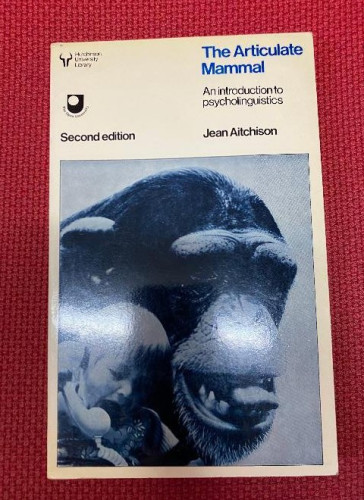 Hutchinson
University
Library
The Articulate
Mammal
An introduction to
psycholinguistics
Second edition
Jean Aitchison